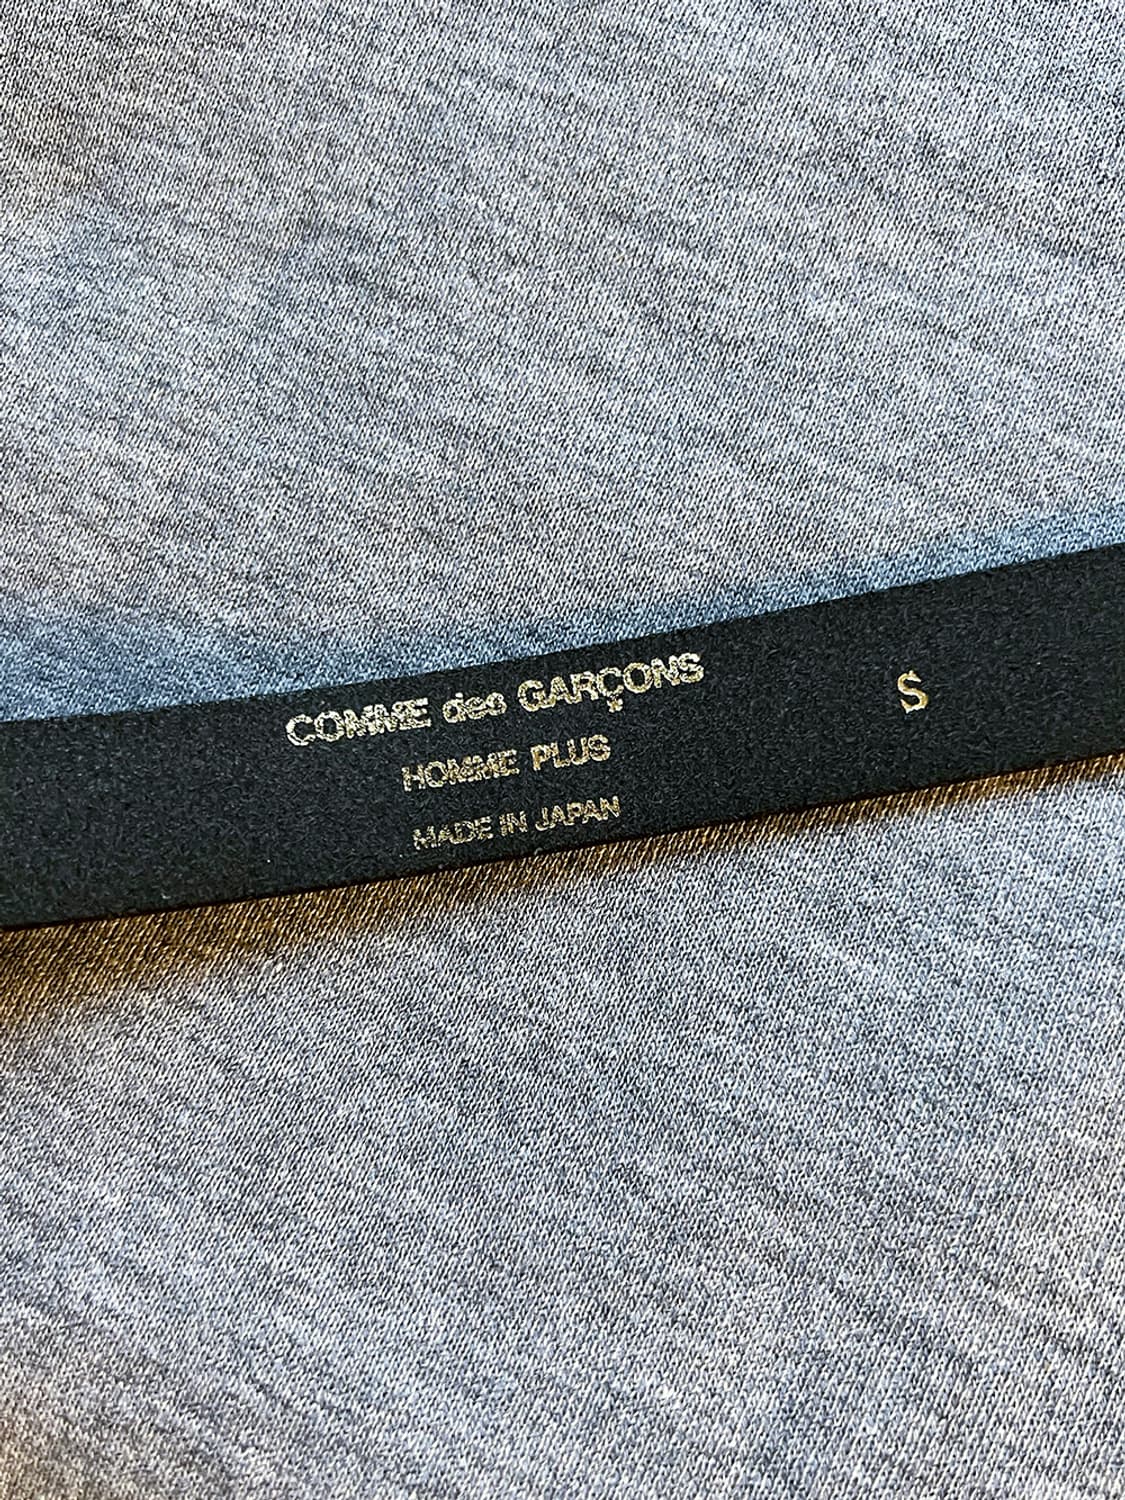 COMME des GARÇONS
S
HOMME PLUS
MADE IN JAPAN